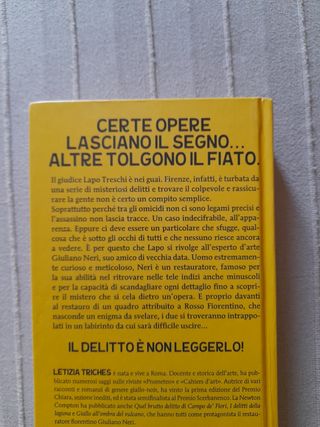 CERTE OPERE
LASCIANO IL SEGNO...
ALTRE TOLGONO IL FIATO.
Il giudice Lapo Treschi è nei guai. Firenze, infatti, è turbata da
una serie di misteriosi delitti e trovare il colpevole e rassicu-
rare la gente non è certo un compito semplice.
Soprattutto perché tra gli omicidi non ci sono legami precisi e
l'assassino non lascia tracce. Un caso indecifrabile, all'appa-
renza. Eppure ci deve essere un particolare che sfugge, qual-
cosa che è sotto gli occhi di tutti e che nessuno riesce ancora
a vedere. È per questo che Lapo si rivolge all'esperto d'arte
Giuliano Neri, suo amico di vecchia data. Uomo estremamen-
te curioso e meticoloso, Neri è un restauratore, famoso per
la sua abilità nel ritrovare nelle tele indizi anche minuscoli
e per la capacità di scandagliare ogni dettaglio fino a scopri-
re il mistero che si cela dietro un'opera. E proprio davanti
al restauro di un quadro attribuito a Rosso Fiorentino, che
nasconde un enigma da svelare, i due si troveranno intrappo-
lati in un labirinto da cui sarà difficile uscire...
IL DELITTO È NON LEGGERLO!
LETIZIA TRICHES è nata e vive a Roma. Docente e storica dell'arte, ha pub-
blicato numerosi saggi sulle riviste «Prometeo» e «Cahiers d'art». Autrice di vari
racconti e romanzi di genere giallo-noir, ha vinto la prima edizione del Premio
Chiara, sezione inediti, ed è stata semifinalista al Premio Scerbanenco. La Newton
Compton ha pubblicato anche Quel brutto delitto di Campo de' Fiori, I delitti della
laguna e Giallo all'ombra del vulcano, che hanno come protagonista il restau-
ratore fiorentino Giuliano Neri.